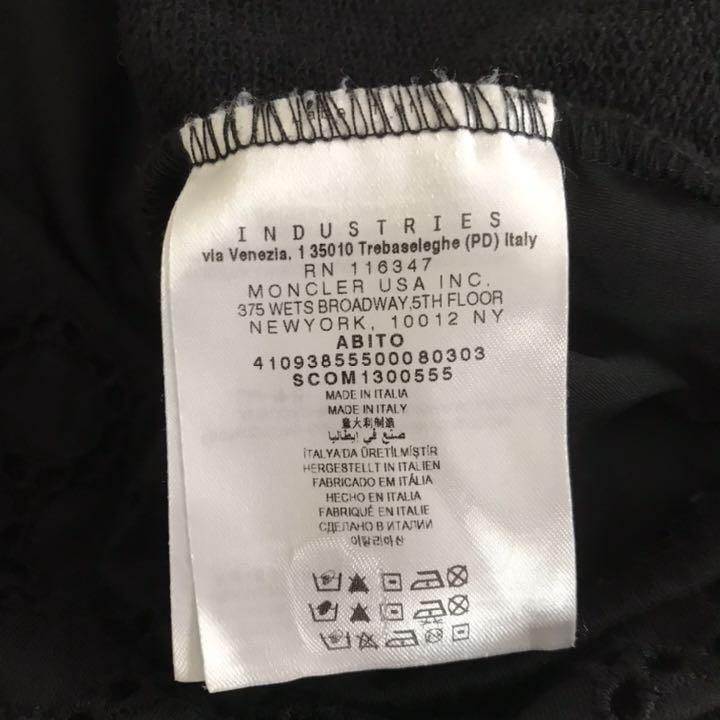 INDUSTRIES
via Venezia, 1 35010 Trebaseleghe (PD) Italy
RN 116347
MONCLER USA INC.
375 WETS BROADWAY,5TH FLOOR
NEWYORK, 10012 NY
ABITO
410938555500080303
SCOM1300555
MADE IN ITALIA
MADE IN ITALY
意大利制造
صنع في إيطاليا
İTALYA'DA ÜRETİLMİŞTİR
HERGESTELLT IN ITALIEN
FABRICADO EM ITÁLIA
HECHO EN ITALIA
FABRIQUÉ EN ITALIE
СДЕЛАНО В ИТАЛИИ
이탈리아산